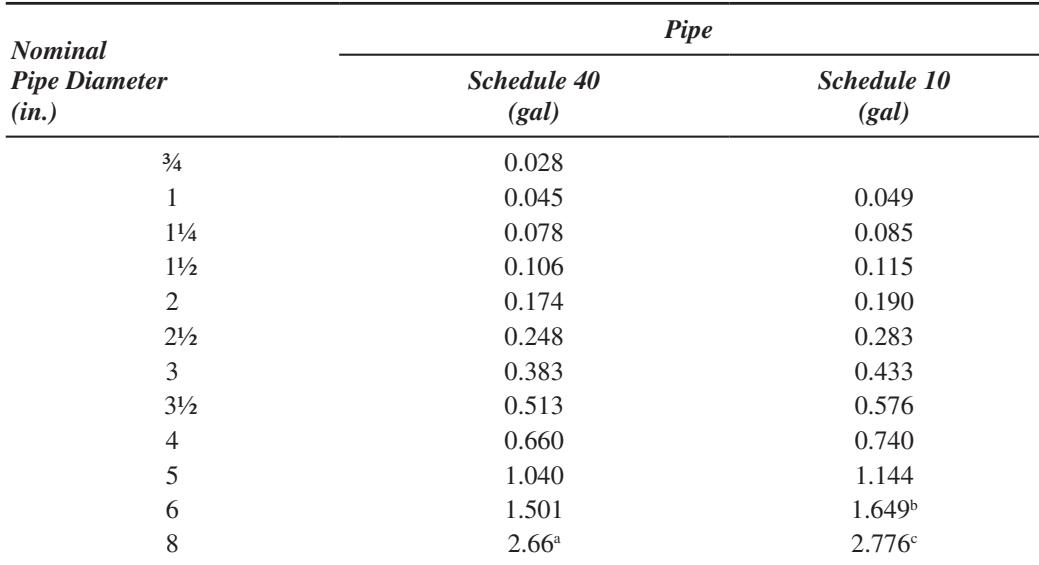 Pipe
Nominal
Pipe Diameter
(in.)
Schedule 40
(gal)
Schedule 10
(gal)
¾ 0.028
1 0.045 0.049
1¼ 0.078 0.085
1½ 0.106 0.115
2 0.174 0.190
2½ 0.248 0.283
3 0.383 0.433
3½ 0.513 0.576
4 0.660 0.740
5 1.040 1.144
6 1.501 1.649ᵇ
8 2.66ᵃ 2.776ᶜ